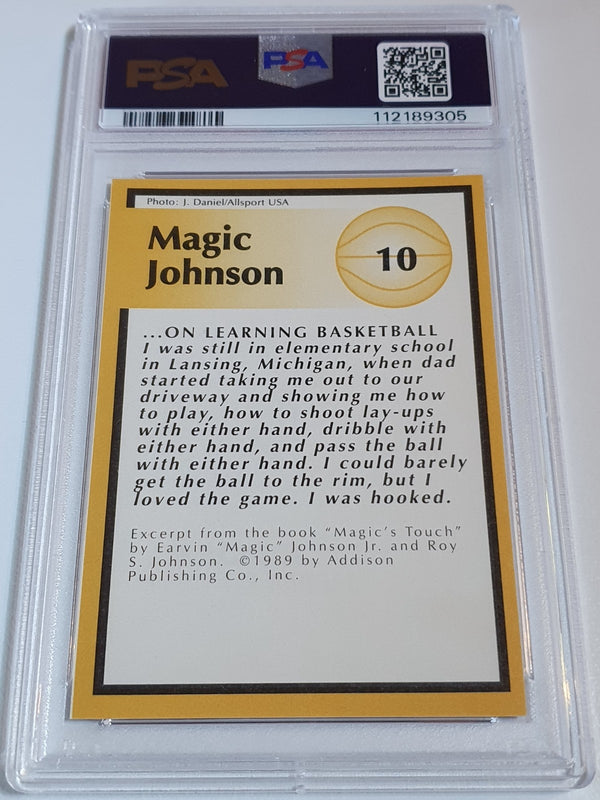 PSA
PSA
112189305
Photo: J. Daniel/Allsport USA
Magic
Johnson
10
...ON LEARNING BASKETBALL
I was still in elementary school
in Lansing, Michigan, when dad
started taking me out to our
driveway and showing me how
to play, how to shoot lay-ups
with either hand, dribble with
either hand, and pass the ball
with either hand. I could barely
get the ball to the rim, but I
loved the game. I was hooked.
Excerpt from the book “Magic’s Touch”
by Earvin “Magic” Johnson Jr. and Roy
S. Johnson. ©1989 by Addison
Publishing Co., Inc.